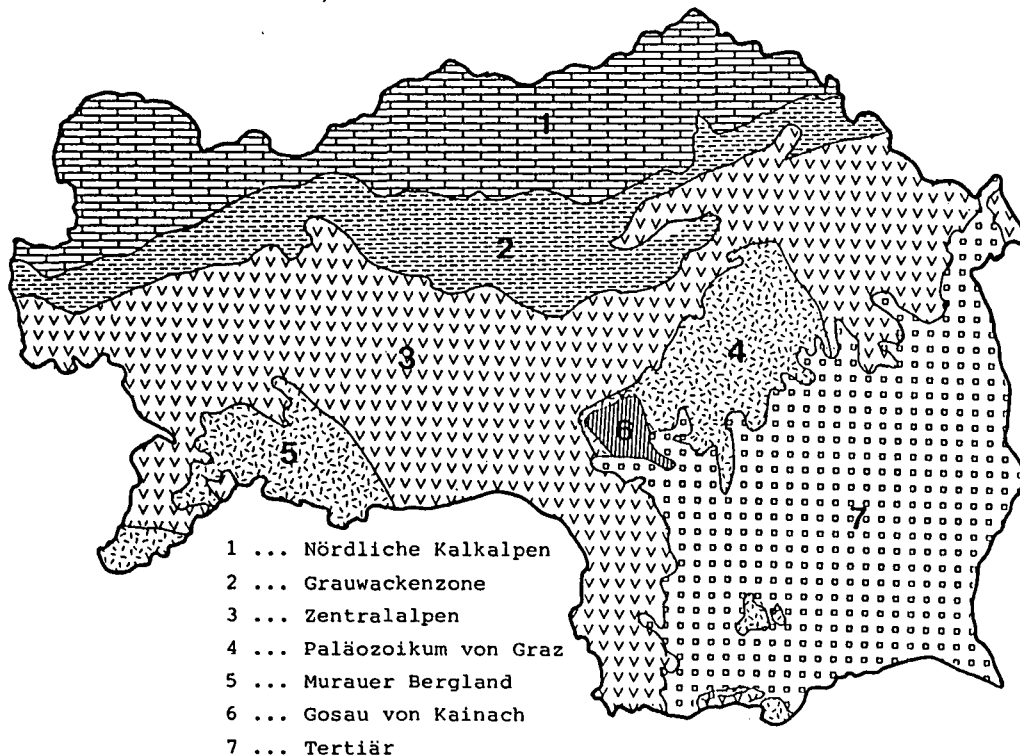 1
2
3
4
5
6
7
1 ... Nördliche Kalkalpen
2 ... Grauwackenzone
3 ... Zentralalpen
4 ... Paläozoikum von Graz
5 ... Murauer Bergland
6 ... Gosau von Kainach
7 ... Tertiär